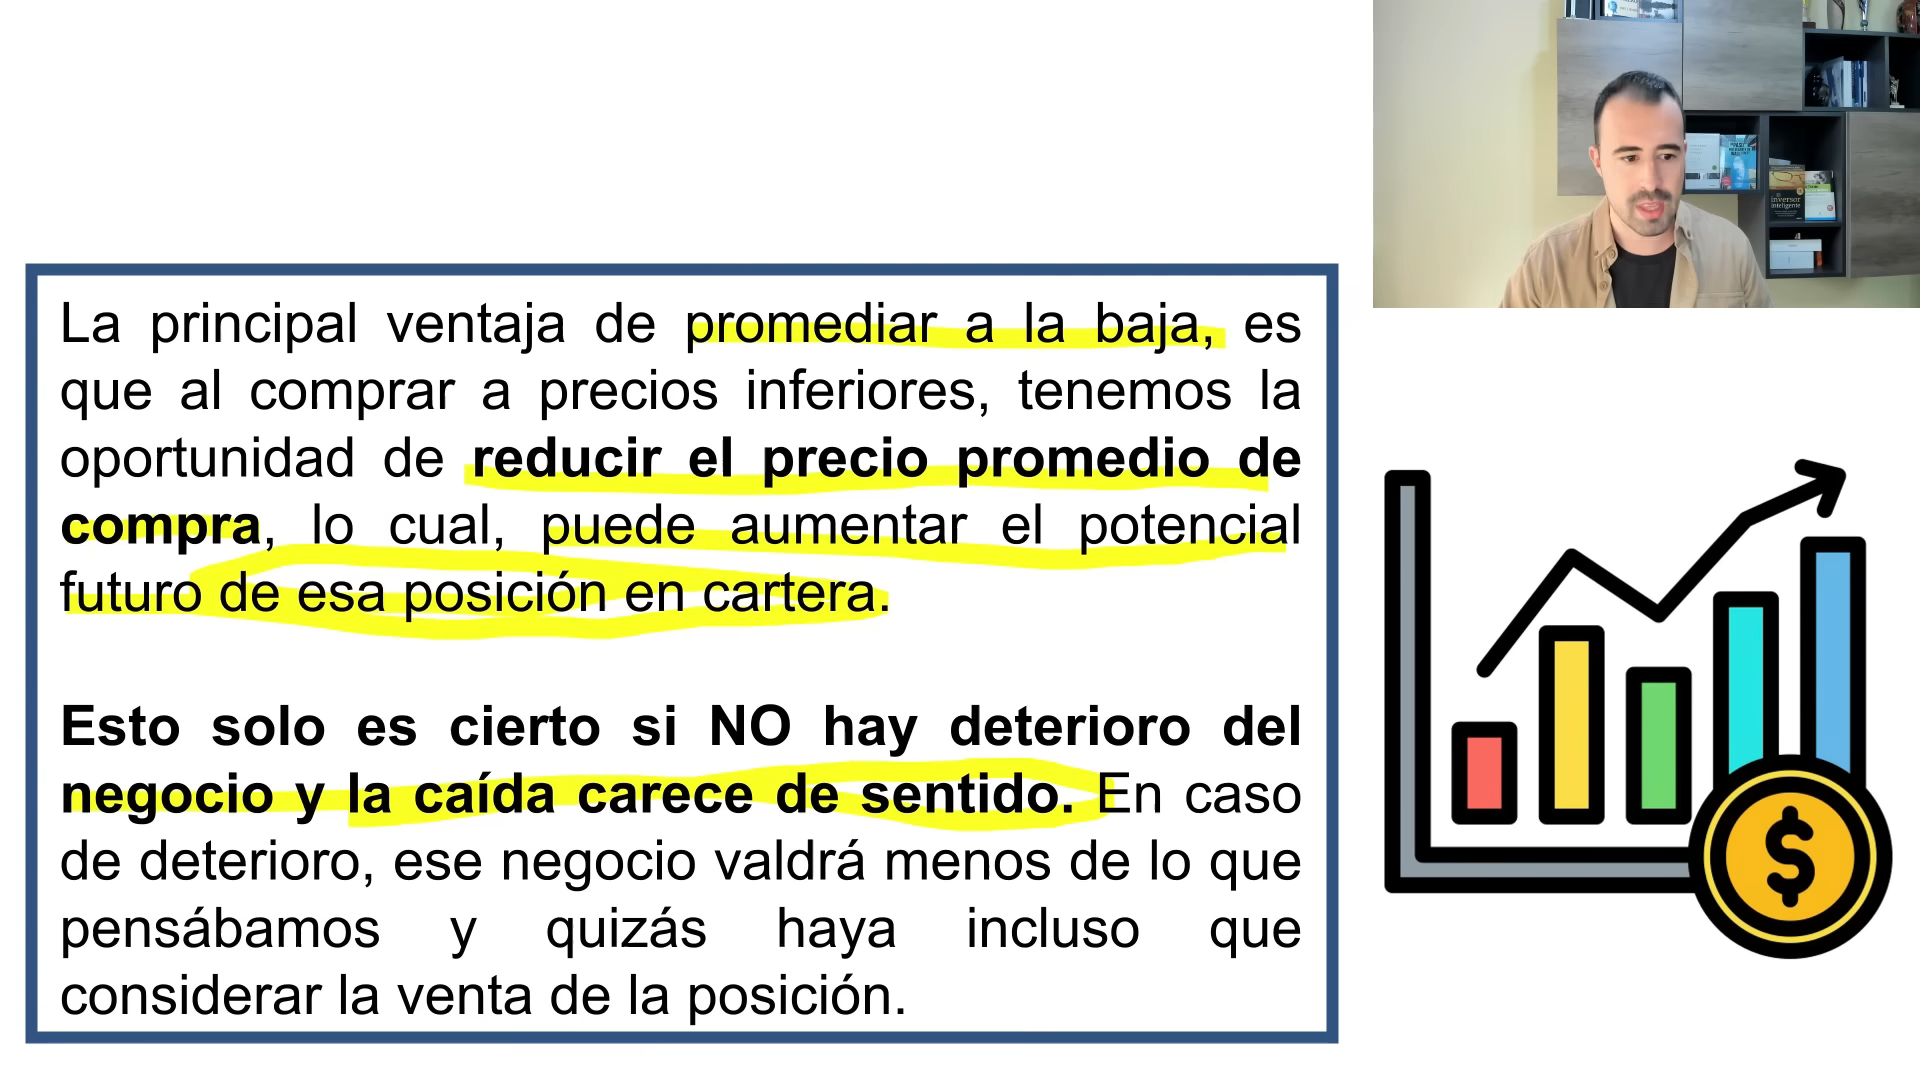 La principal ventaja de promediar a la baja, es
que al comprar a precios inferiores, tenemos la
oportunidad de reducir el precio promedio de
compra, lo cual, puede aumentar el potencial
futuro de esa posición en cartera.
Esto solo es cierto si NO hay deterioro del
negocio y la caída carece de sentido. En caso
de deterioro, ese negocio valdrá menos de lo que
pensábamos y quizás haya incluso que
considerar la venta de la posición.
inversor
inteligente
$